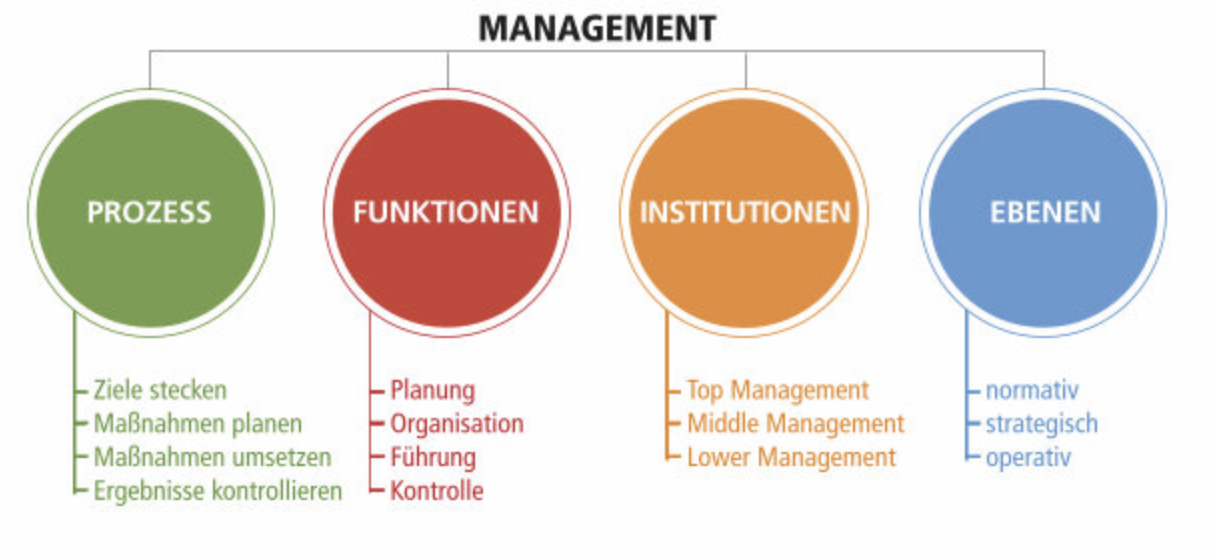 MANAGEMENT
PROZESS
Ziele stecken
Maßnahmen planen
Maßnahmen umsetzen
Ergebnisse kontrollieren
FUNKTIONEN
Planung
Organisation
Führung
Kontrolle
INSTITUTIONEN
Top Management
Middle Management
Lower Management
EBENEN
normativ
strategisch
operativ